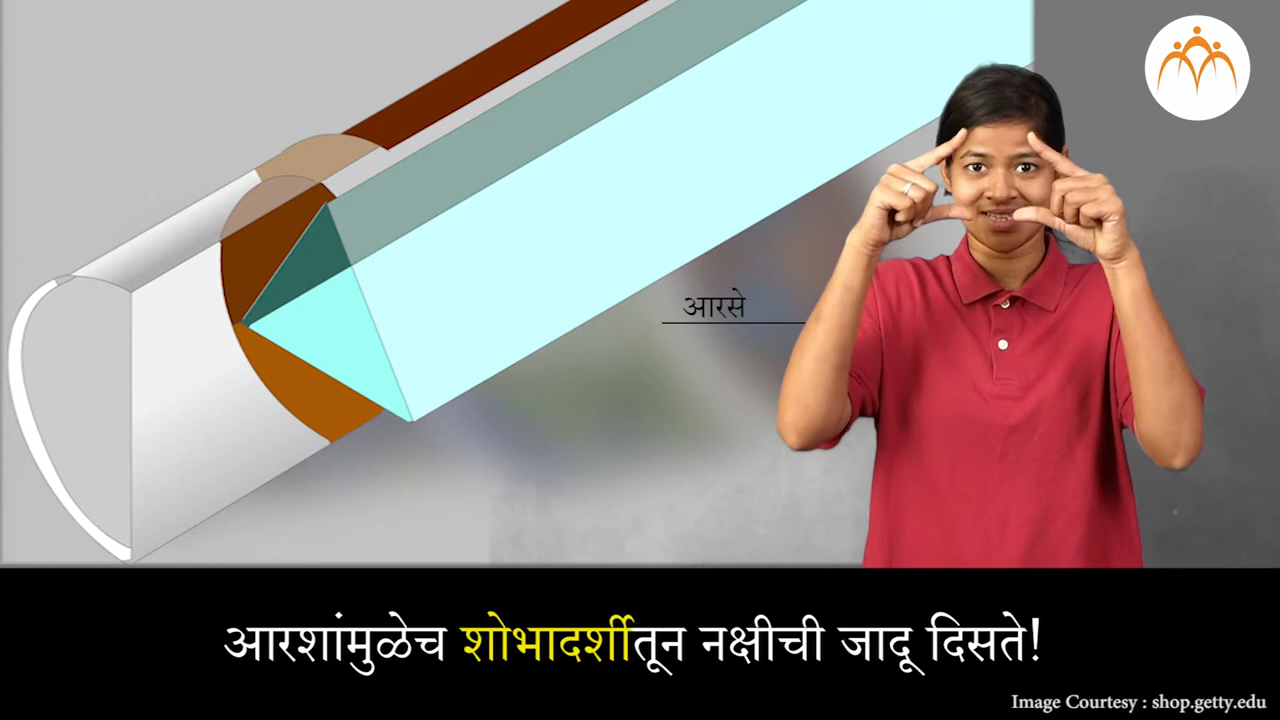 आरसे
आरशांमुळेच शोभादर्शीतून नक्षीची जादू दिसते!
Image Courtesy : shop.getty.edu